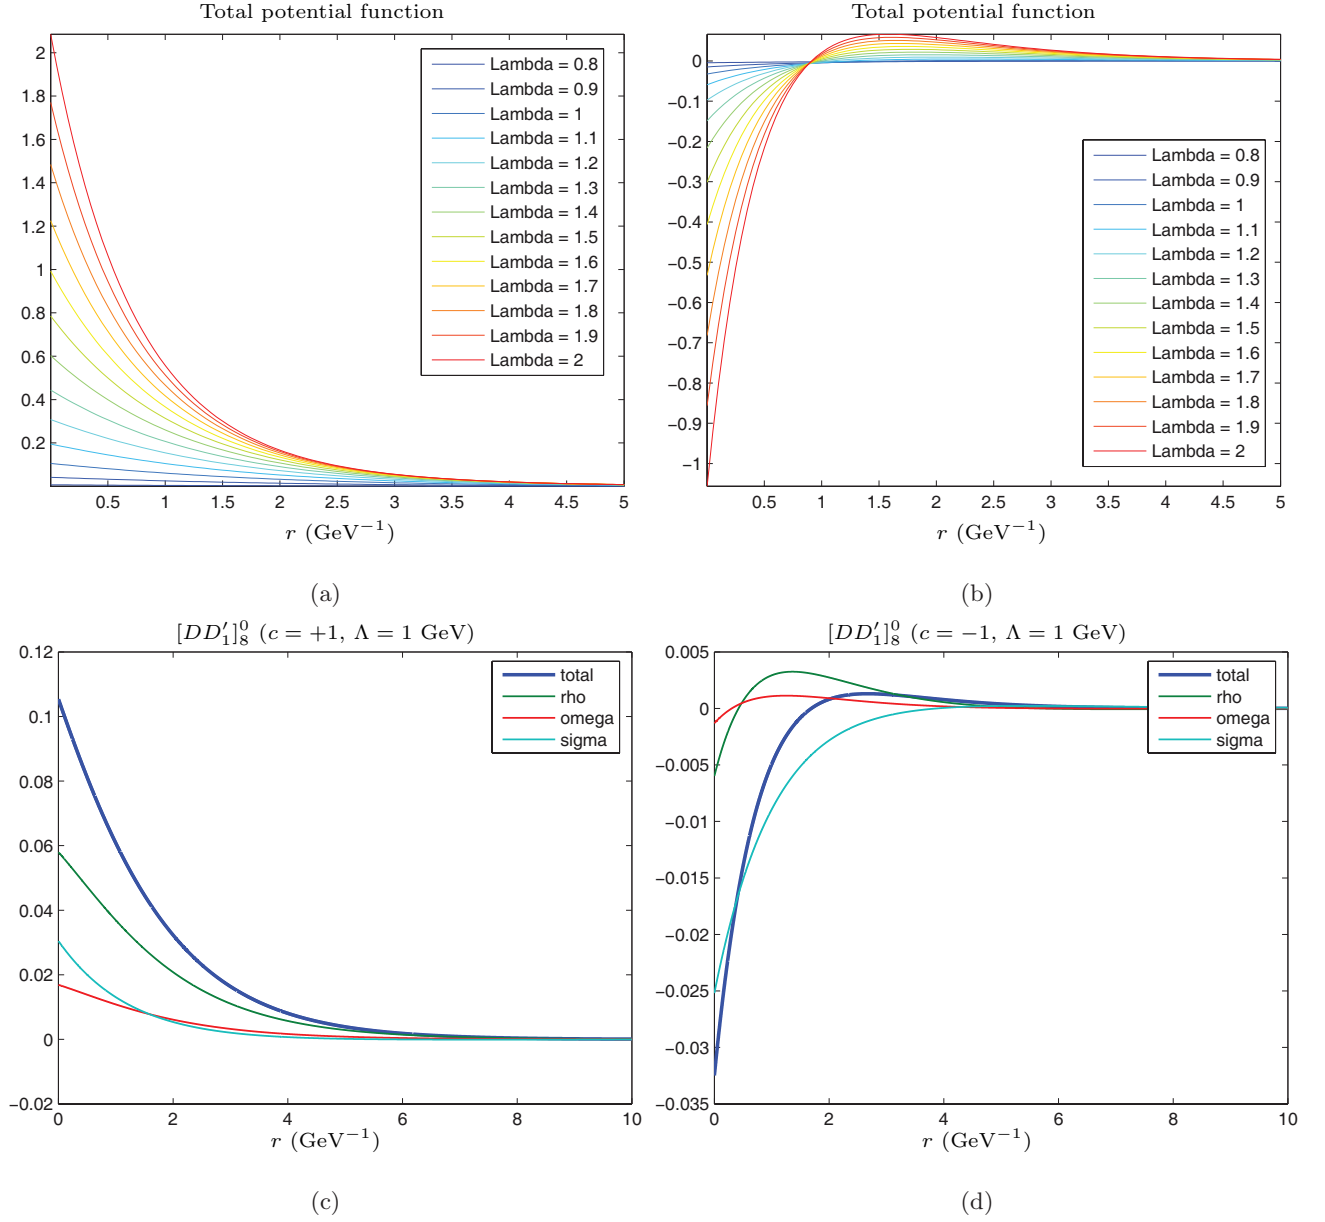 Total potential function
2
1.8
1.6
1.4
1.2
1
0.8
0.6
0.4
0.2
0.5 1 1.5 2 2.5 3 3.5 4 4.5 5
Lambda = 0.8
Lambda = 0.9
Lambda = 1
Lambda = 1.1
Lambda = 1.2
Lambda = 1.3
Lambda = 1.4
Lambda = 1.5
Lambda = 1.6
Lambda = 1.7
Lambda = 1.8
Lambda = 1.9
Lambda = 2
r (GeV⁻¹)
(a)
Total potential function
0
−0.1
−0.2
−0.3
−0.4
−0.5
−0.6
−0.7
−0.8
−0.9
−1
0.5 1 1.5 2 2.5 3 3.5 4 4.5 5
Lambda = 0.8
Lambda = 0.9
Lambda = 1
Lambda = 1.1
Lambda = 1.2
Lambda = 1.3
Lambda = 1.4
Lambda = 1.5
Lambda = 1.6
Lambda = 1.7
Lambda = 1.8
Lambda = 1.9
Lambda = 2
r (GeV⁻¹)
(b)
[DD′₁]⁰₈ (c = +1, Λ = 1 GeV)
0.12
0.1
0.08
0.06
0.04
0.02
0
−0.02
0 2 4 6 8 10
total
rho
omega
sigma
r (GeV⁻¹)
(c)
[DD′₁]⁰₈ (c = −1, Λ = 1 GeV)
0.005
0
−0.005
−0.01
−0.015
−0.02
−0.025
−0.03
−0.035
0 2 4 6 8 10
total
rho
omega
sigma
r (GeV⁻¹)
(d)